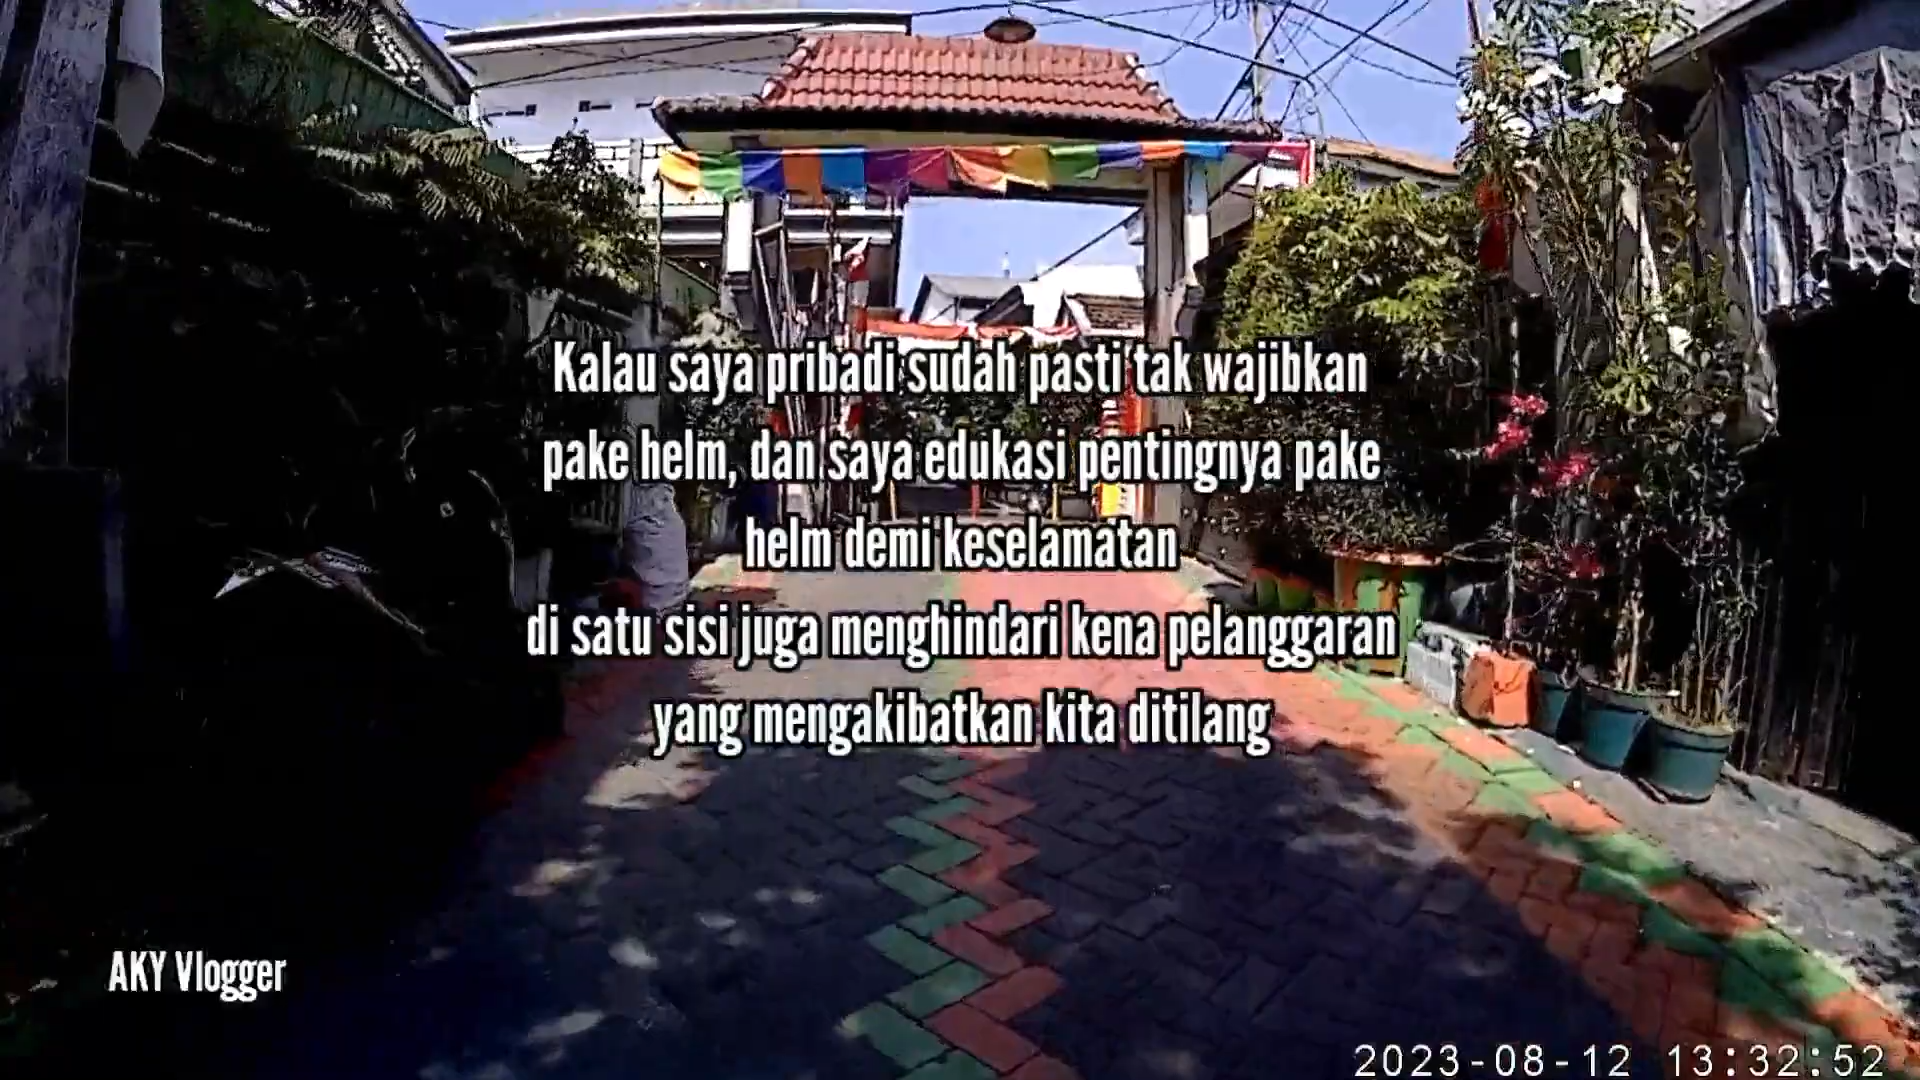 Kalau saya pribadi sudah pasti tak wajibkan
pake helm, dan saya edukasi pentingnya pake
helm demi keselamatan
di satu sisi juga menghindari kena pelanggaran
yang mengakibatkan kita ditilang
AKY Vlogger
2023-08-12 13:32:52